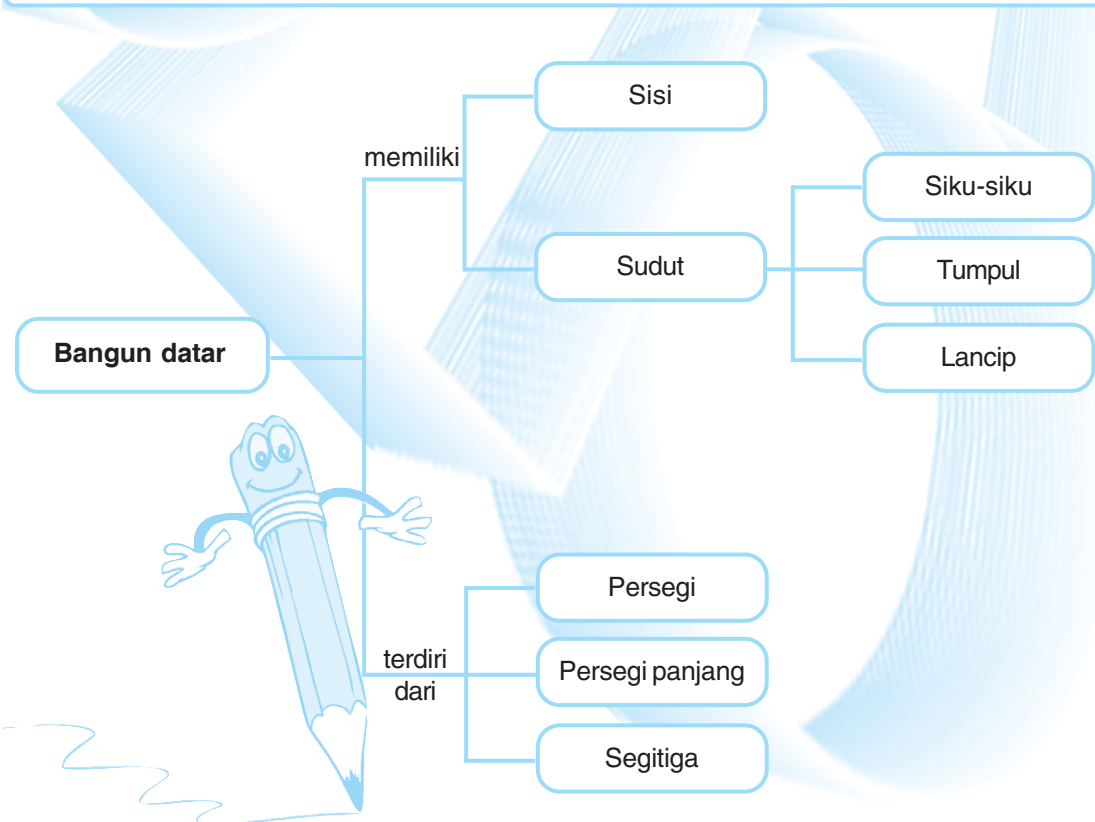 Sisi
memiliki
Siku-siku
Sudut
Tumpul
Bangun datar
Lancip
Persegi
terdiri
dari
Persegi panjang
Segitiga